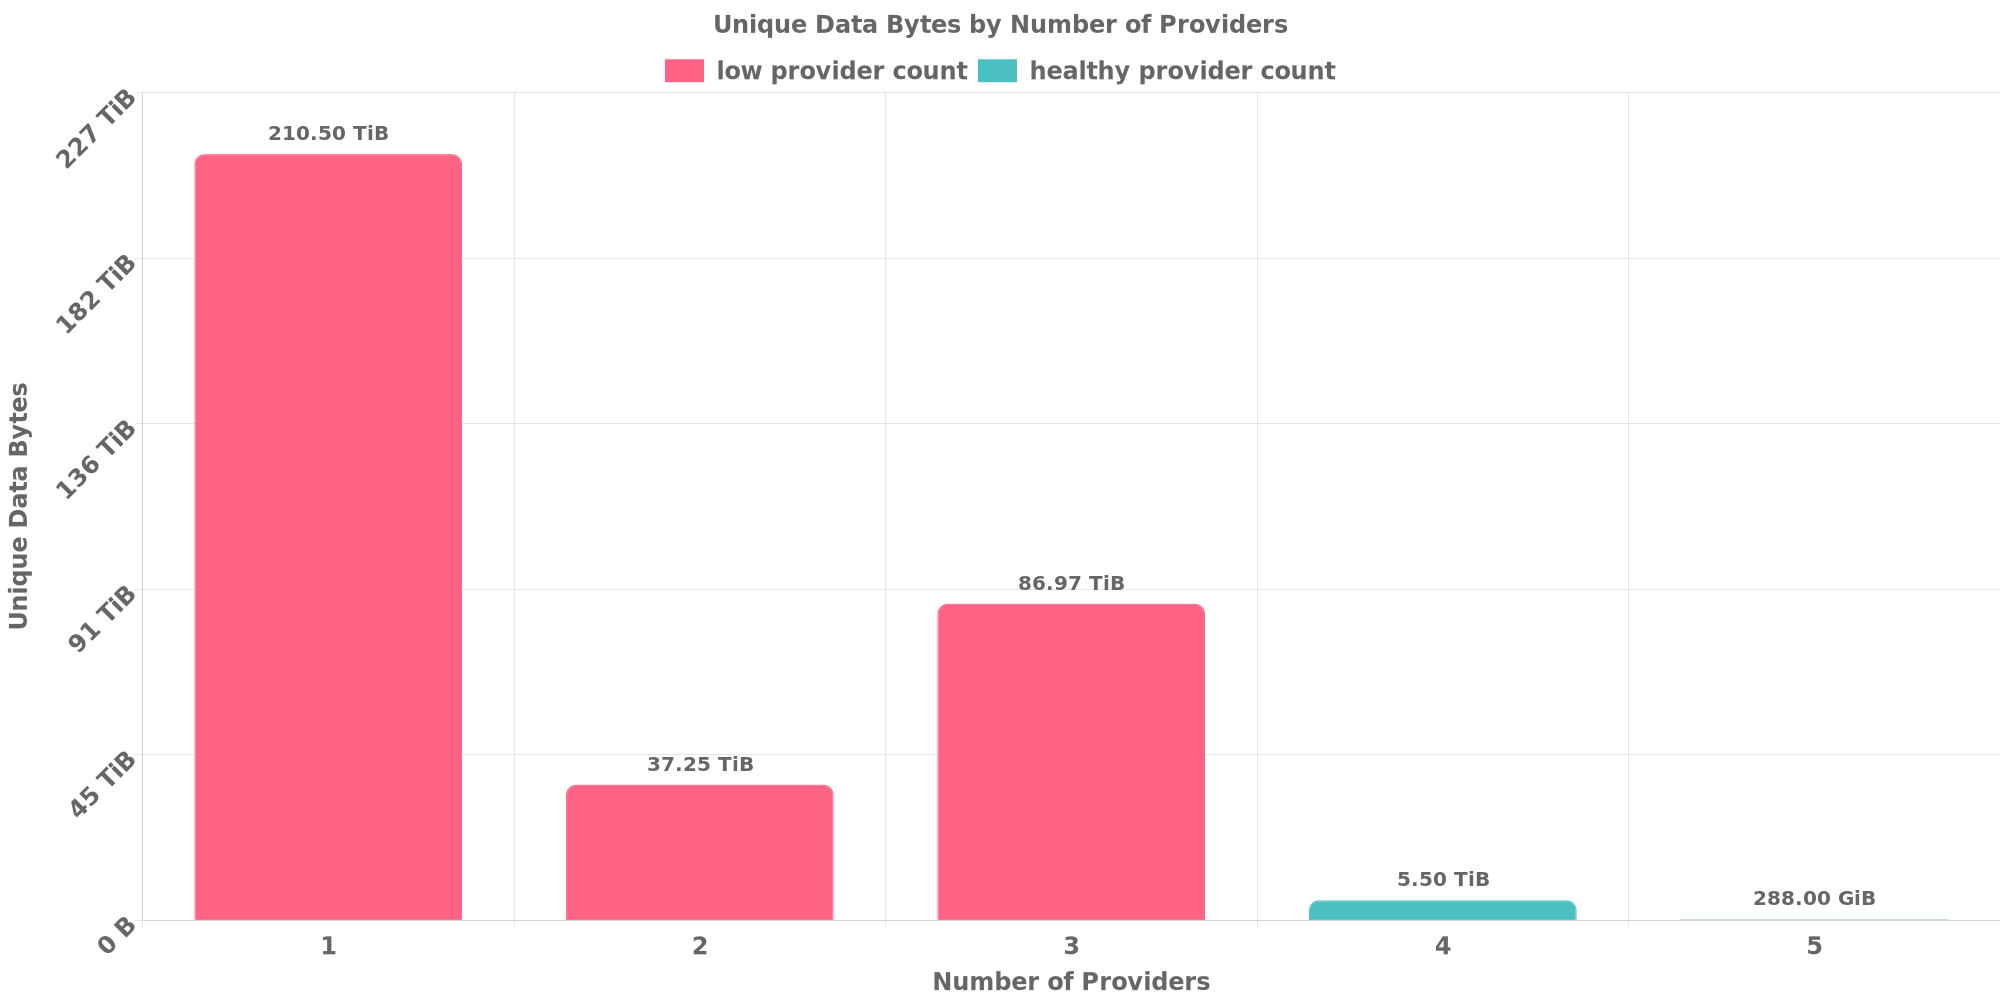 Unique Data Bytes by Number of Providers
low provider count healthy provider count
227 TiB
182 TiB
136 TiB
91 TiB
45 TiB
0 B
Unique Data Bytes
210.50 TiB
37.25 TiB
86.97 TiB
5.50 TiB
288.00 GiB
1 2 3 4 5
Number of Providers